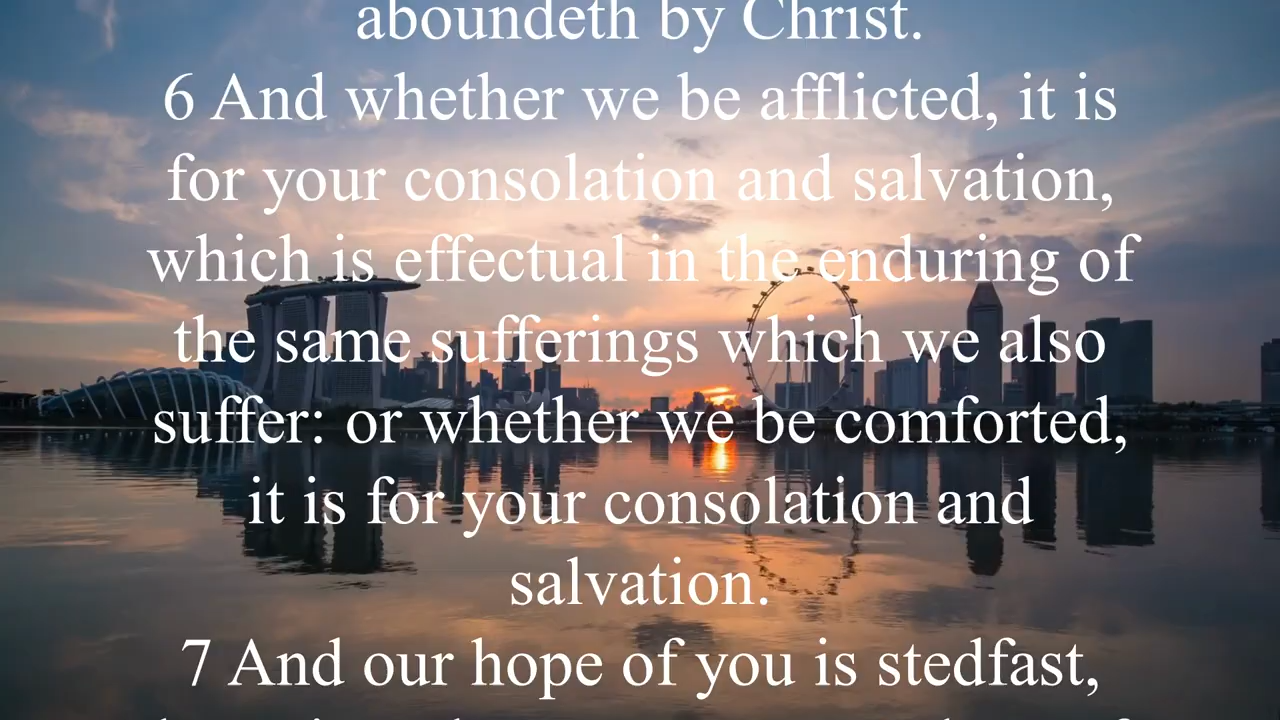 aboundeth by Christ.
6 And whether we be afflicted, it is
for your consolation and salvation,
which is effectual in the enduring of
the same sufferings which we also
suffer: or whether we be comforted,
it is for your consolation and
salvation.
7 And our hope of you is stedfast,